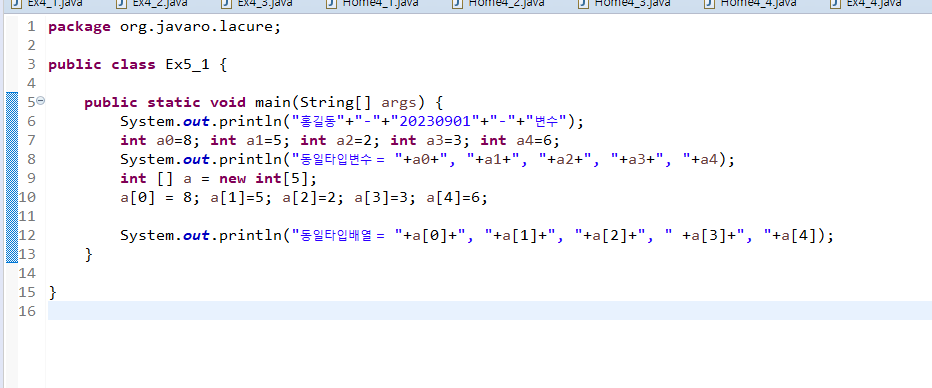 Ex4_1.java Ex4_2.java Ex4_3.java Home4_1.java Home4_2.java Home4_3.java Home4_4.java Ex4_4.java
1 package org.javaro.lacure;
2
3 public class Ex5_1 {
4
5 public static void main(String[] args) {
6 System.out.println("홍길동"+"-"+"20230901"+"-"+"변수");
7 int a0=8; int a1=5; int a2=2; int a3=3; int a4=6;
8 System.out.println("동일타입변수 = "+a0+", "+a1+", "+a2+", "+a3+", "+a4);
9 int [] a = new int[5];
10 a[0] = 8; a[1]=5; a[2]=2; a[3]=3; a[4]=6;
11
12 System.out.println("동일타입배열 = "+a[0]+", "+a[1]+", "+a[2]+", " +a[3]+", "+a[4]);
13 }
14
15 }
16